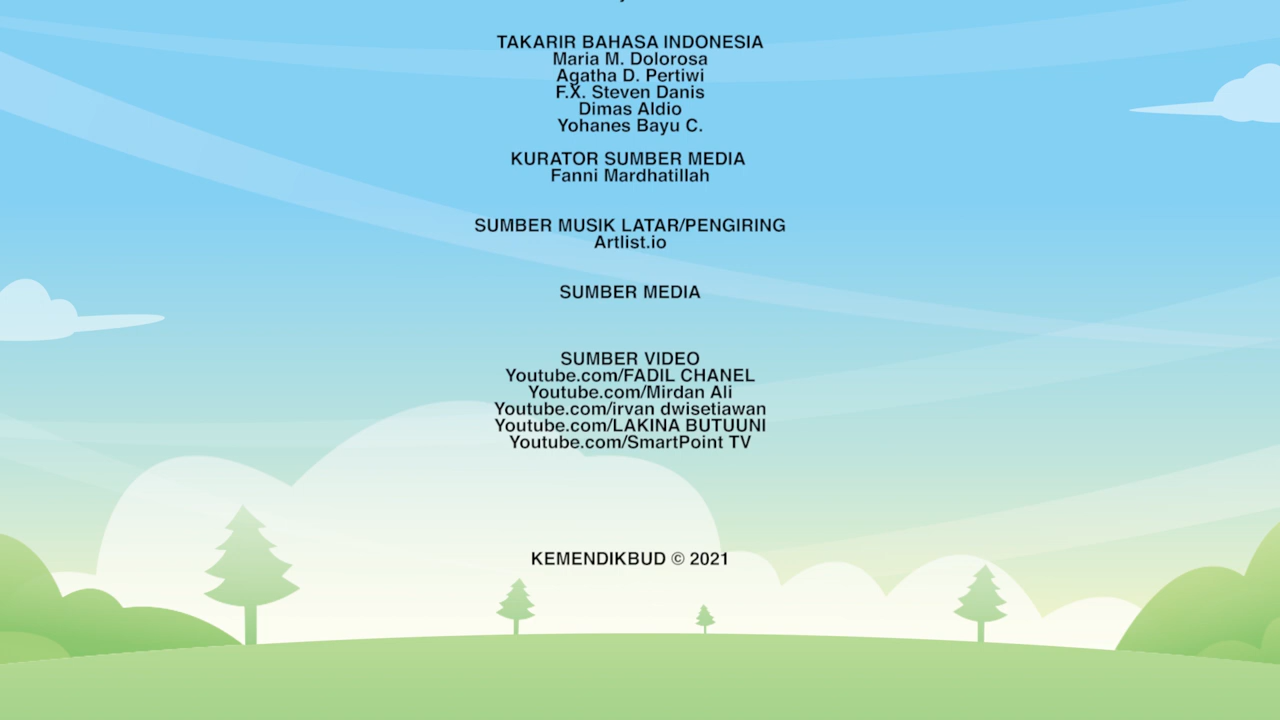 TAKARIR BAHASA INDONESIA
Maria M. Dolorosa
Agatha D. Pertiwi
F.X. Steven Danis
Dimas Aldio
Yohanes Bayu C.
KURATOR SUMBER MEDIA
Fanni Mardhatillah
SUMBER MUSIK LATAR/PENGIRING
Artlist.io
SUMBER MEDIA
SUMBER VIDEO
Youtube.com/FADIL CHANEL
Youtube.com/Mirdan Ali
Youtube.com/irvan dwisetiawan
Youtube.com/LAKINA BUTUUNI
Youtube.com/SmartPoint TV
KEMENDIKBUD © 2021